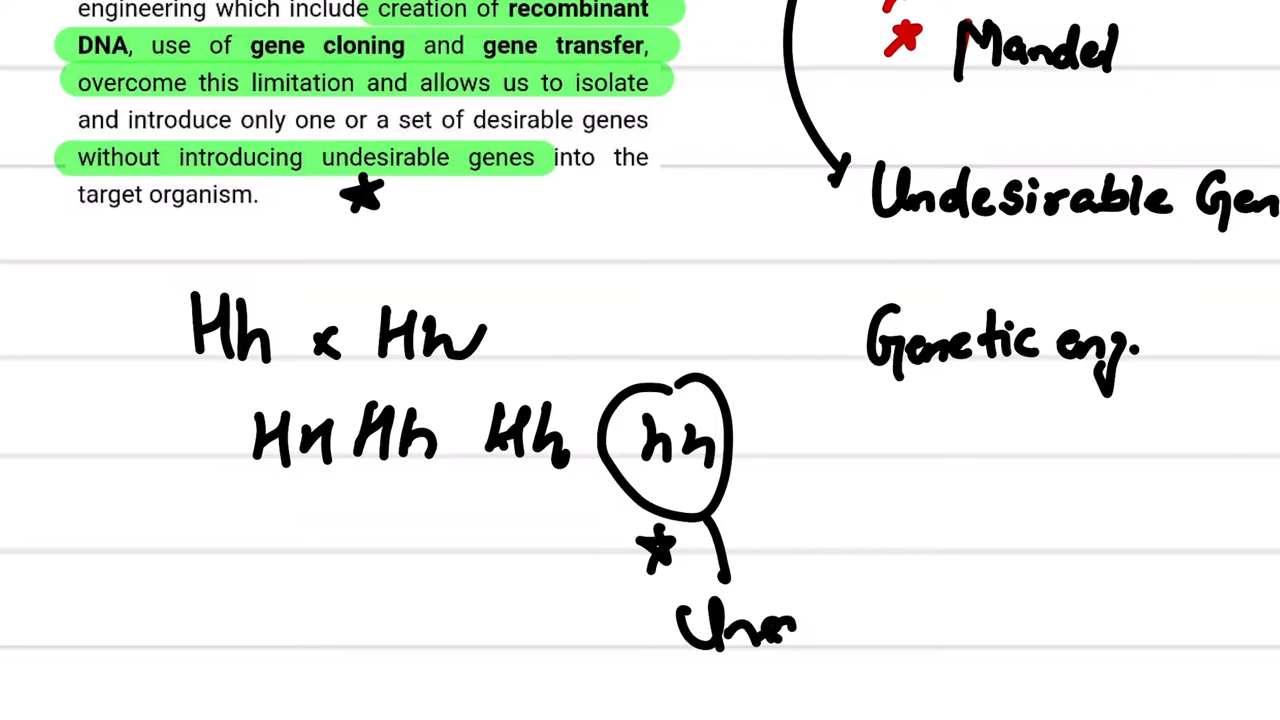 engineering which include creation of recombinant
DNA, use of gene cloning and gene transfer,
overcome this limitation and allows us to isolate
and introduce only one or a set of desirable genes
without introducing undesirable genes into the
target organism.
Mandel
Undesirable Gen
Genetic eng.
Hh x Hh
HH Hh Hh hh